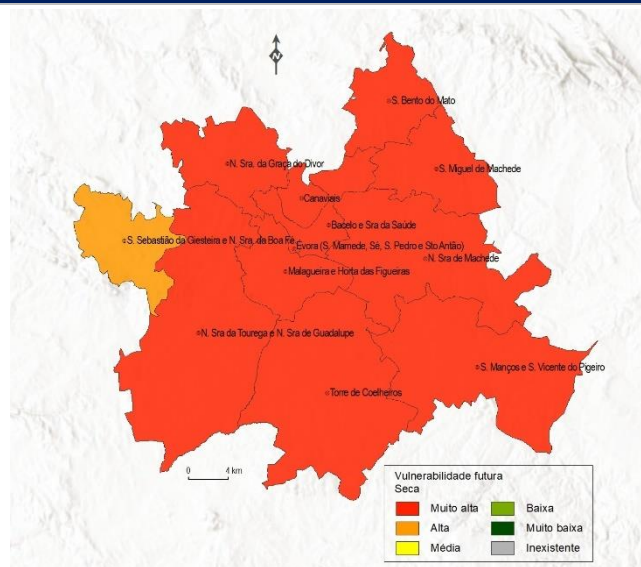 N
S. Bento do Mato
N. Sra. da Graça do Divor
S. Miguel de Machede
Canaviais
Bacelo e Sra da Saúde
S. Sebastião da Giesteira e N. Sra. da Boa Fé
Évora (S. Mamede, Sé, S. Pedro e Sto Antão)
N. Sra de Machede
Malagueira e Horta das Figueiras
N. Sra da Tourega e N. Sra de Guadalupe
S. Manços e S. Vicente do Pigeiro
Torre de Coelheiros
0 4 km
Vulnerabilidade futura
Seca
Muito alta
Baixa
Alta
Muito baixa
Média
Inexistente